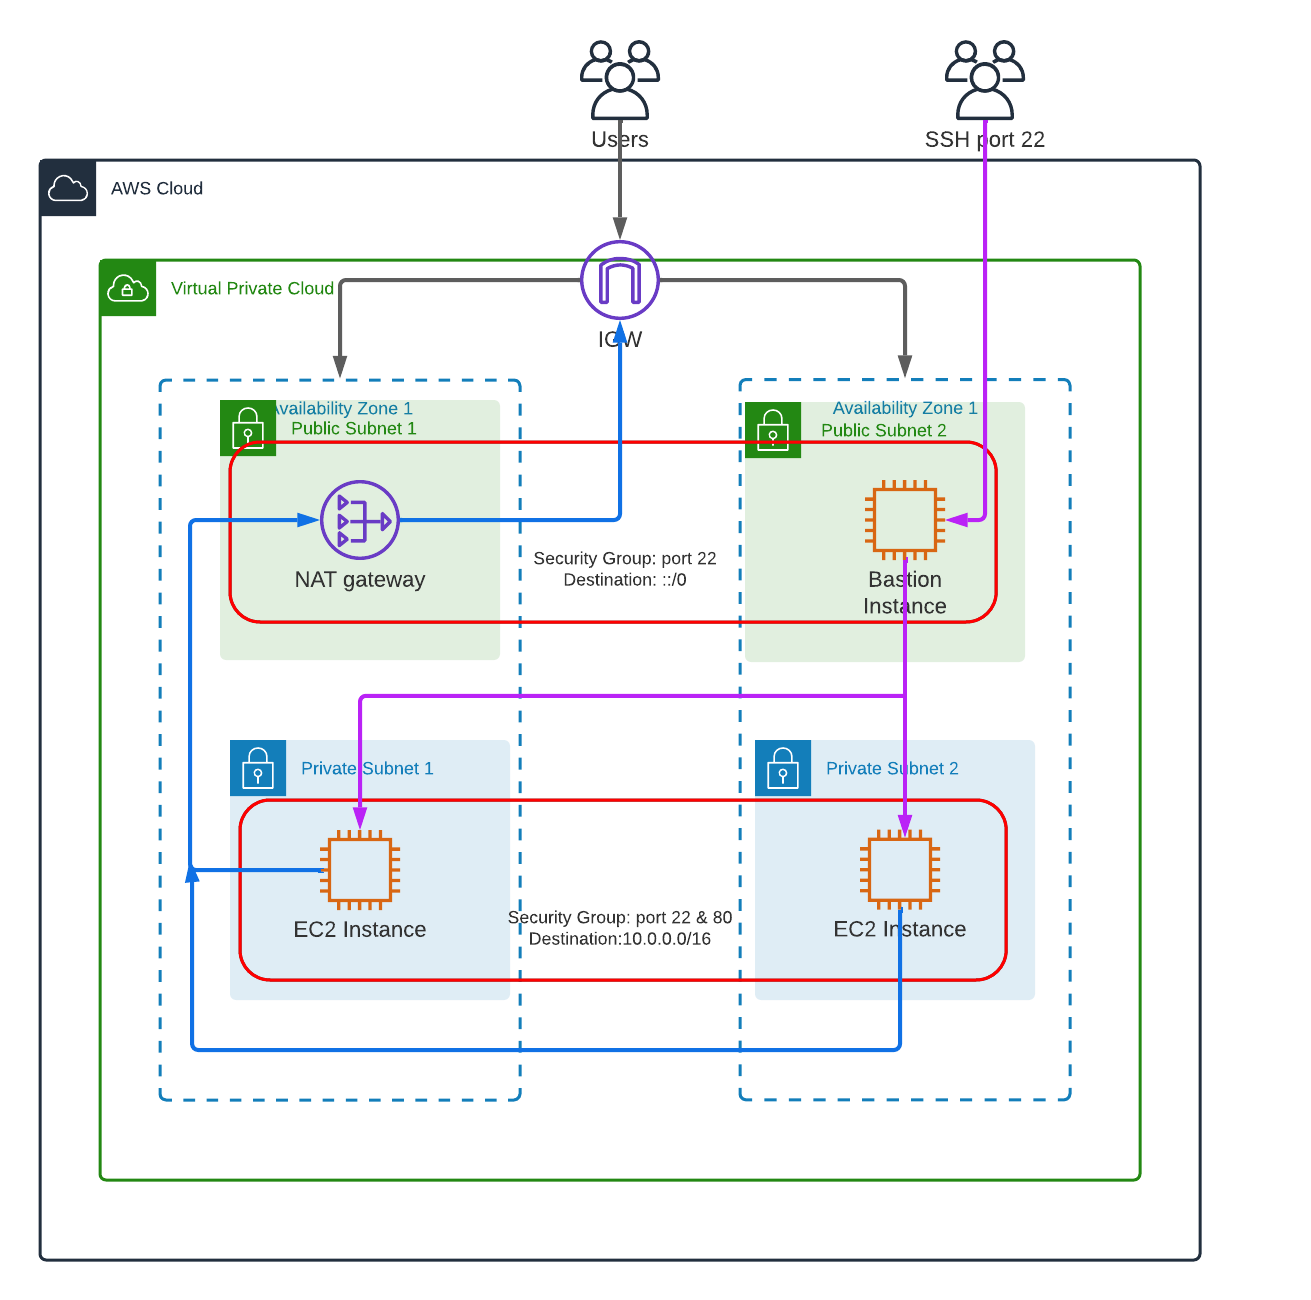 Users
SSH port 22
AWS Cloud
Virtual Private Cloud
IGW
Availability Zone 1
Public Subnet 1
Availability Zone 1
Public Subnet 2
NAT gateway
Security Group: port 22
Destination: ::/0
Bastion
Instance
Private Subnet 1
Private Subnet 2
EC2 Instance
Security Group: port 22 & 80
Destination:10.0.0.0/16
EC2 Instance